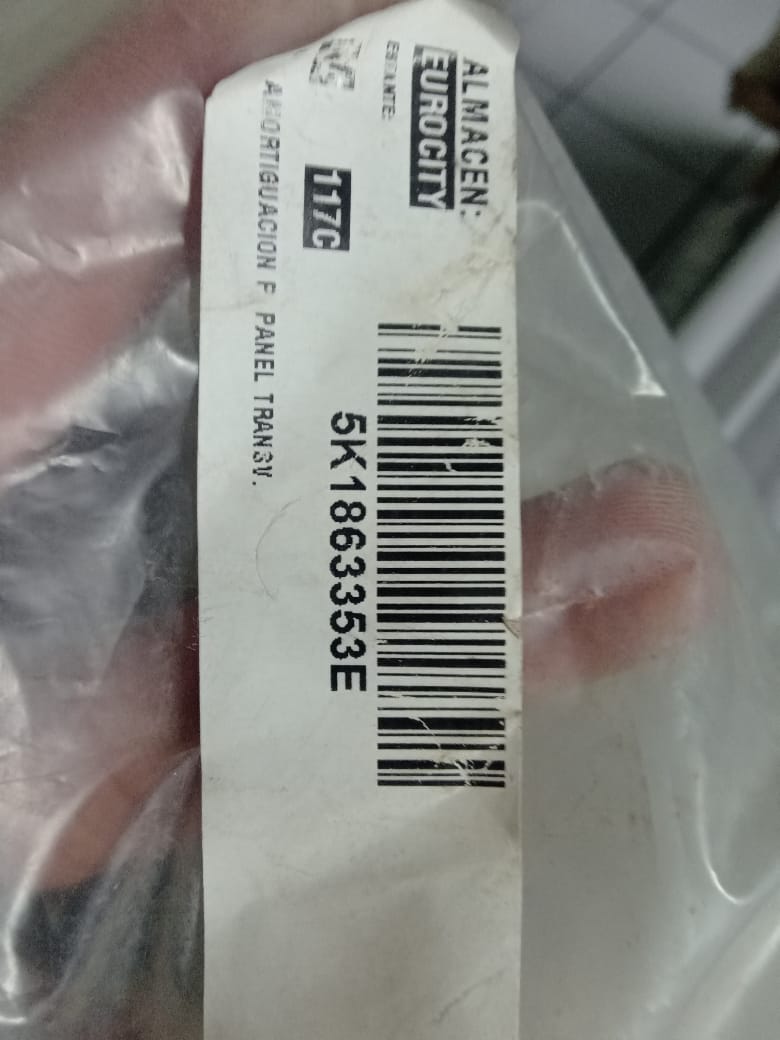 ALMACEN:
EUROCITY
ESTANTE:
5K1863353E
117C
AMORTIGUACION F PANEL TRANSV.